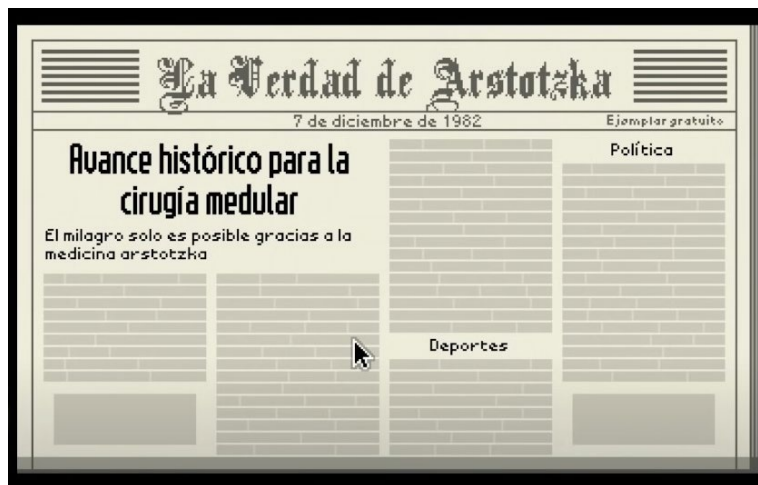 La Verdad de Arstotzka
7 de diciembre de 1982
Ejemplar gratuito
Avance histórico para la
cirugía medular
El milagro solo es posible gracias a la
medicina arstotzka
Deportes
Política